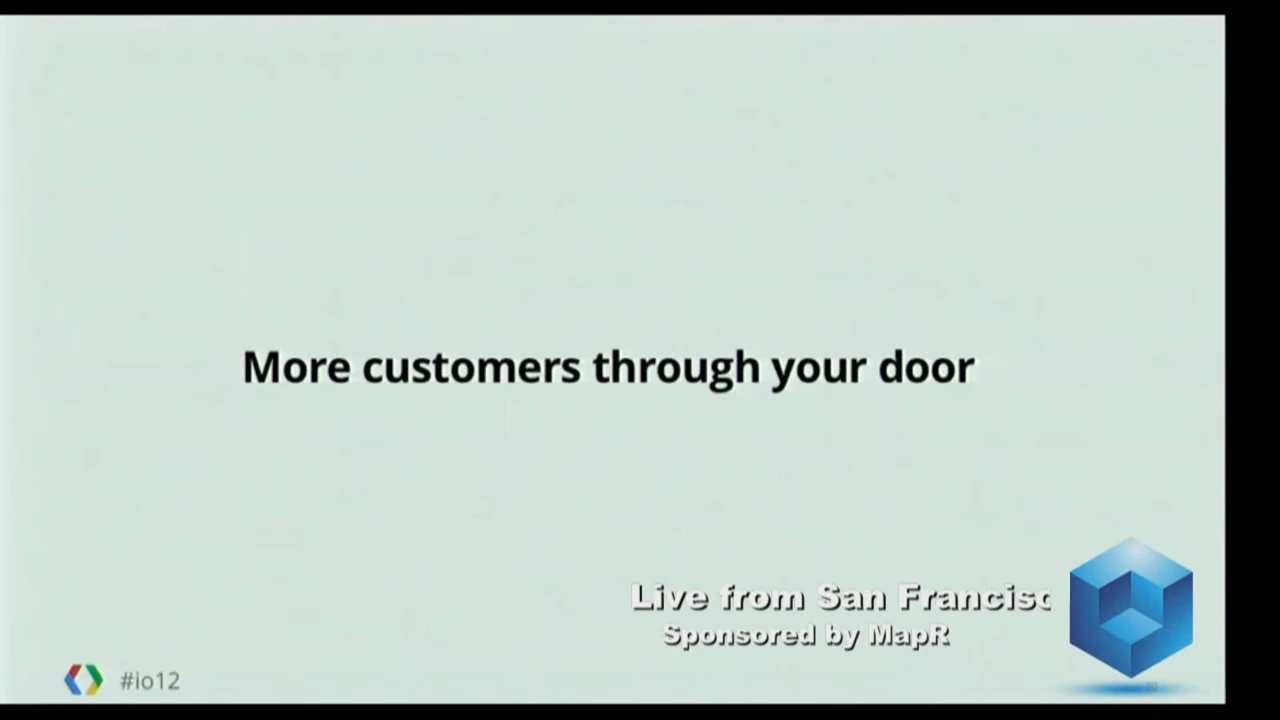 More customers through your door
Live from San Francisc
Sponsored by MapR
#io12